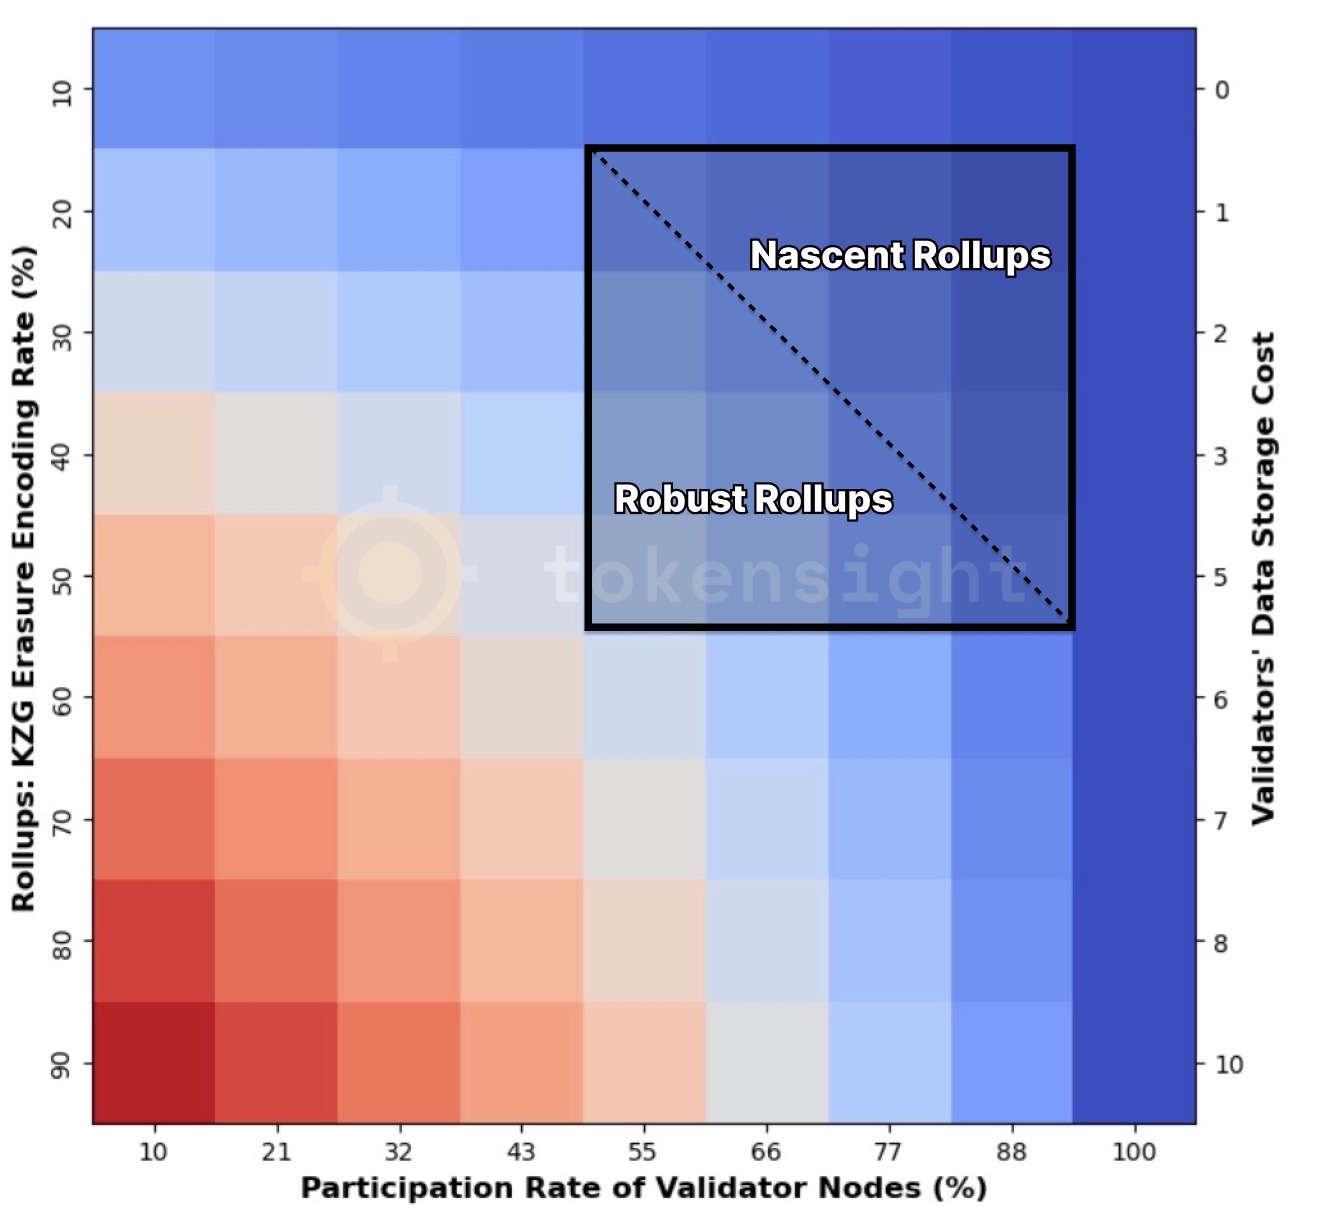 Rollups: KZG Erasure Encoding Rate (%)
10
20
30
40
50
60
70
80
90
Nascent Rollups
Robust Rollups
tokensight
0
1
2
3
5
6
7
8
10
Validators' Data Storage Cost
10 21 32 43 55 66 77 88 100
Participation Rate of Validator Nodes (%)